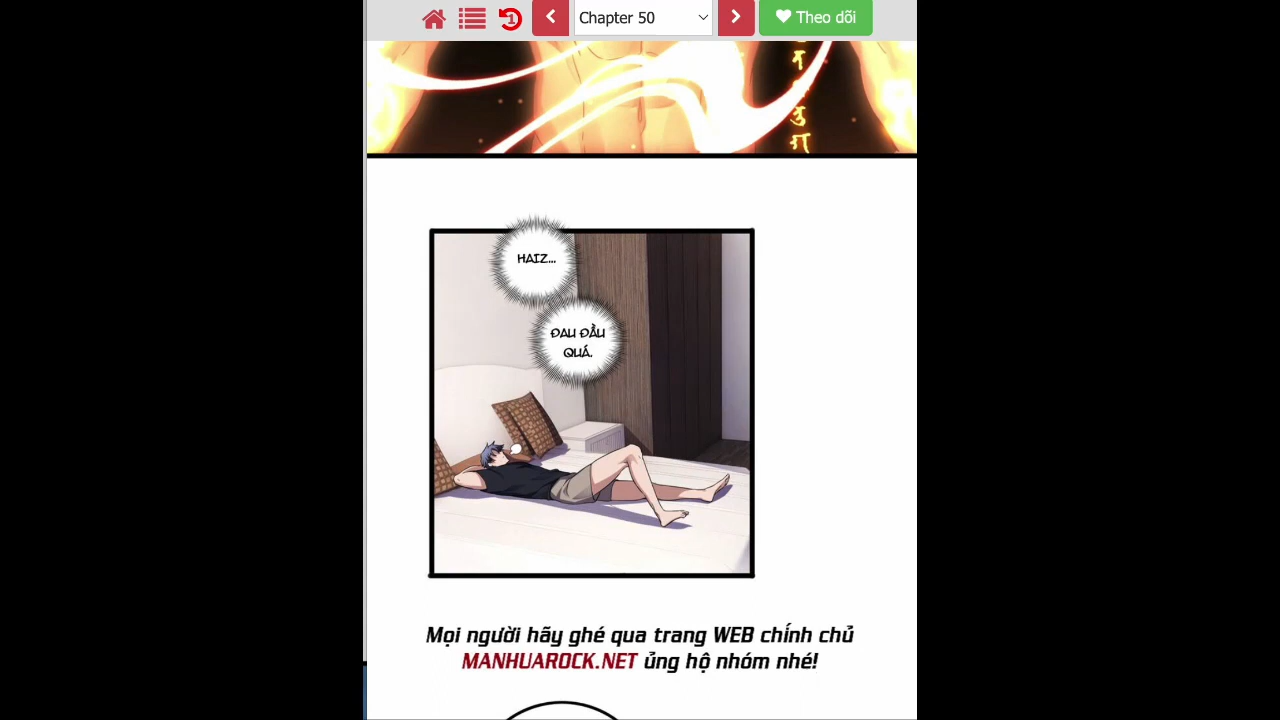 1
Chapter 50
Theo dõi
HAIZ...
ĐAU ĐẦU
QUÁ.
Mọi người hãy ghé qua trang WEB chính chủ
MANHUAROCK.NET ủng hộ nhóm nhé!